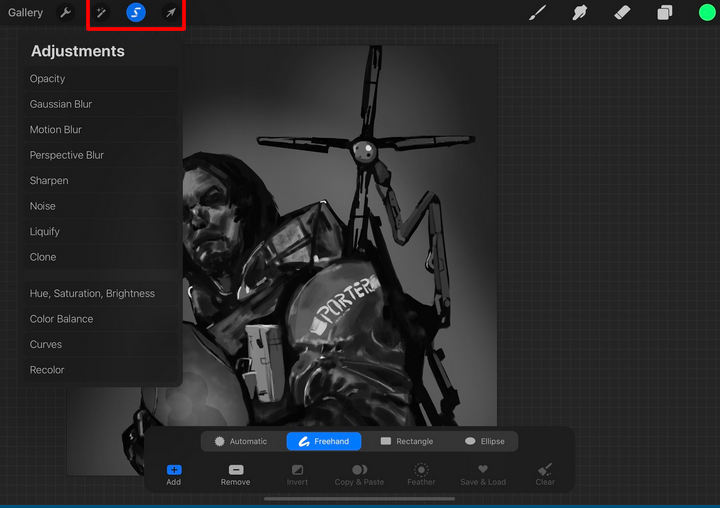 Gallery
Adjustments
Opacity
Gaussian Blur
Motion Blur
Perspective Blur
Sharpen
Noise
Liquify
Clone
Hue, Saturation, Brightness
Color Balance
Curves
Recolor
PORTER
Automatic Freehand Rectangle Ellipse
Add Remove Invert Copy & Paste Feather Save & Load Clear